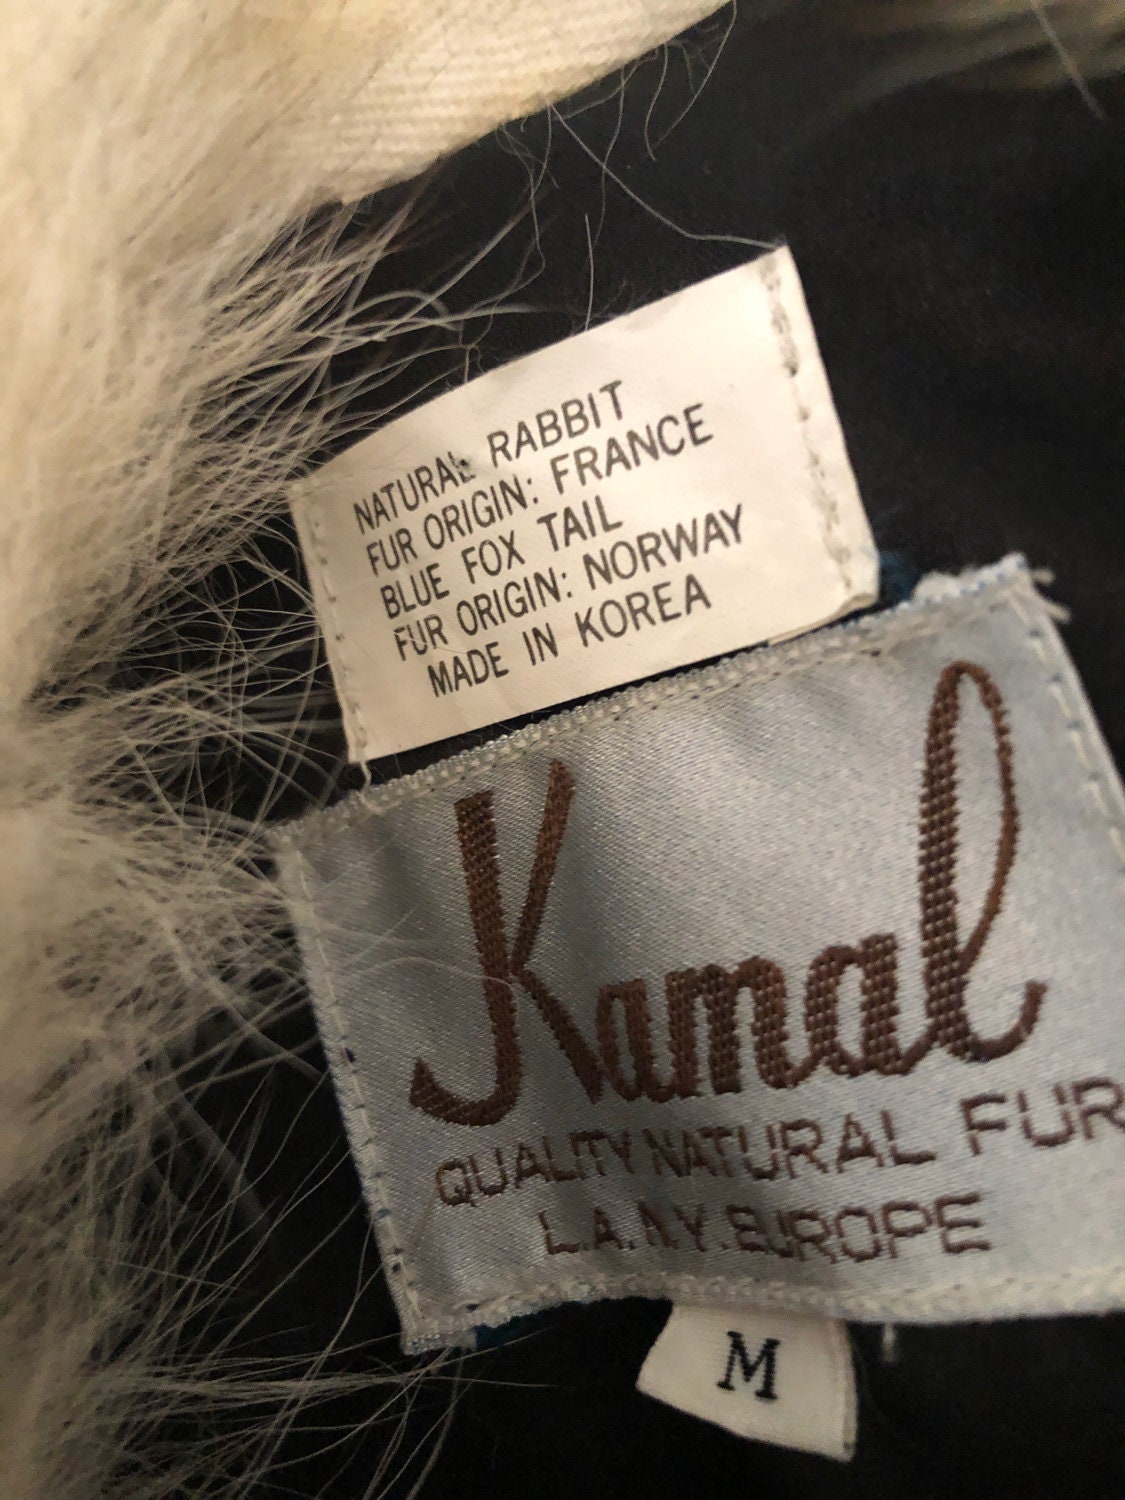 NATURAL RABBIT
FUR ORIGIN: FRANCE
BLUE FOX TAIL
FUR ORIGIN: NORWAY
MADE IN KOREA
Kamal
QUALITY NATURAL FUR
L.A. N.Y. EUROPE
M